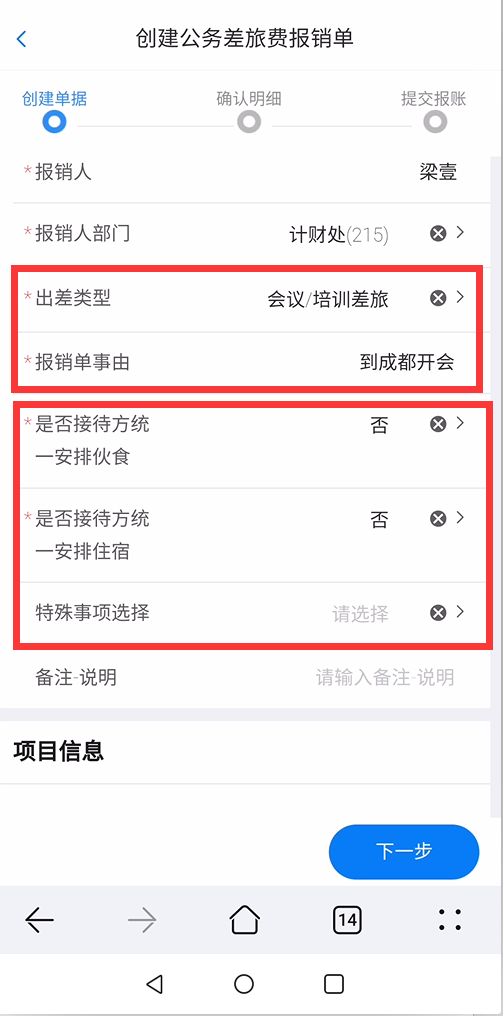 创建公务差旅费报销单
创建单据 确认明细 提交报账
*报销人 梁壹
*报销人部门 计财处(215)
*出差类型 会议/培训差旅
*报销单事由 到成都开会
*是否接待方统 否
一安排伙食
*是否接待方统 否
一安排住宿
特殊事项选择 请选择
备注-说明 请输入备注-说明
项目信息
下一步
14